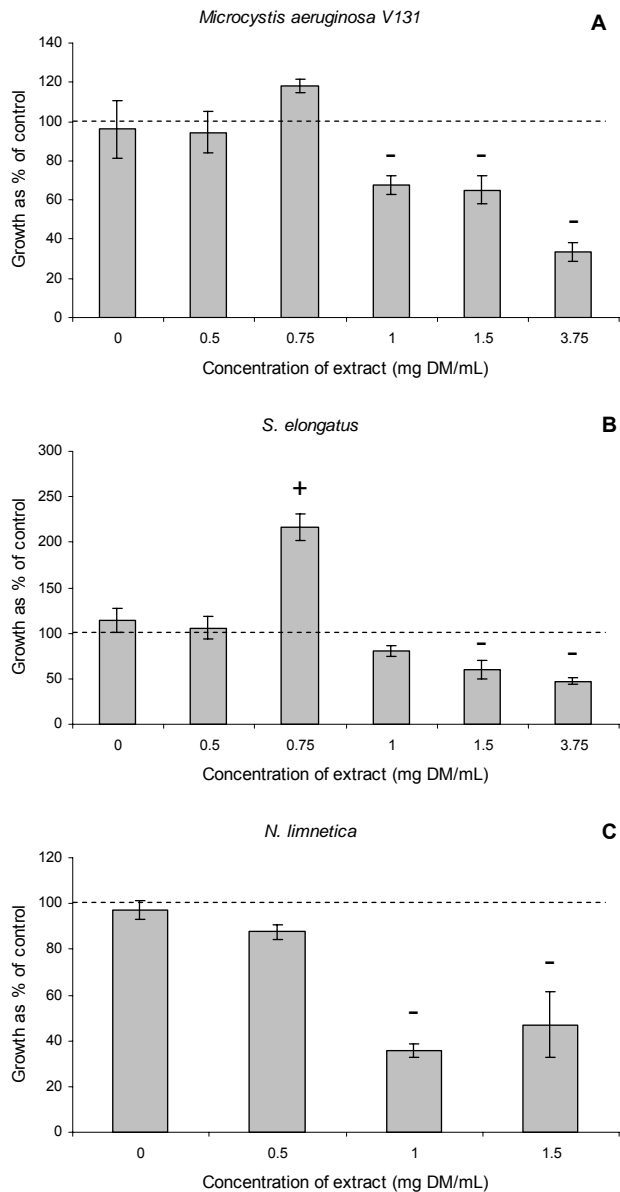 Microcystis aeruginosa V131
A
Growth as % of control
140
120
100
80
60
40
20
0
- - -
0 0.5 0.75 1 1.5 3.75
Concentration of extract (mg DM/mL)
S. elongatus
B
Growth as % of control
300
250
200
150
100
50
0
+
- -
0 0.5 0.75 1 1.5 3.75
Concentration of extract (mg DM/mL)
N. limnetica
C
Growth as % of control
120
100
80
60
40
20
0
- -
0 0.5 1 1.5
Concentration of extract (mg DM/mL)